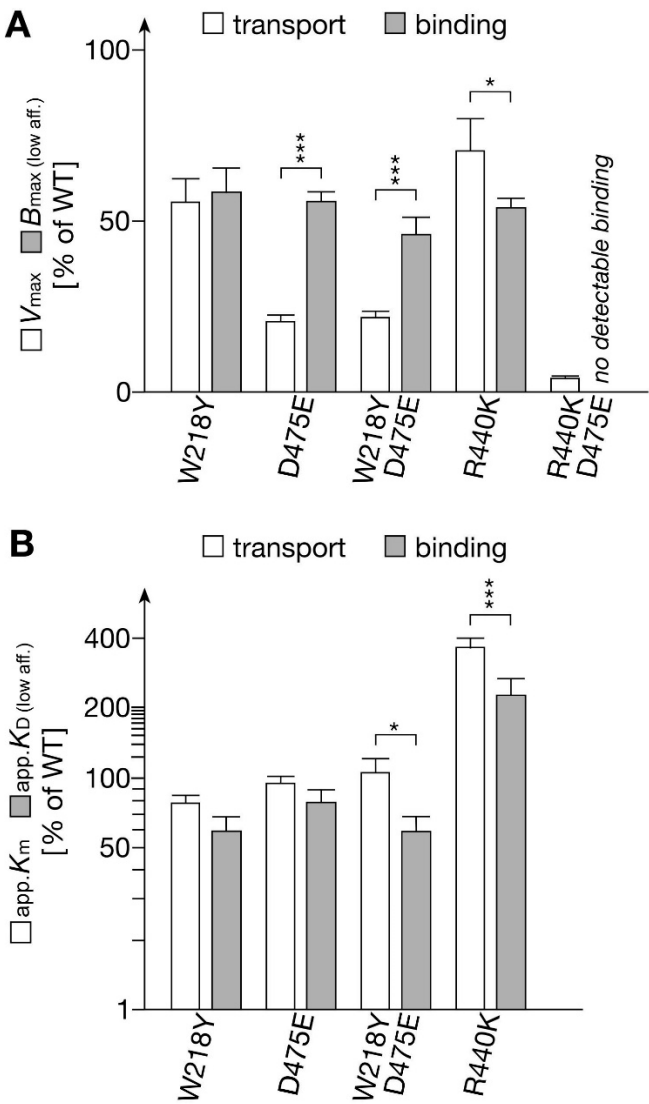 A
transport binding
Vmax Bmax (low aff.)
[% of WT]
100
50
0
***
***
*
no detectable binding
W218Y
D475E
W218Y
D475E
R440K
R440K
D475E
B
transport binding
app.Km app.KD (low aff.)
[% of WT]
400
200
100
50
1
*
***
W218Y
D475E
W218Y
D475E
R440K